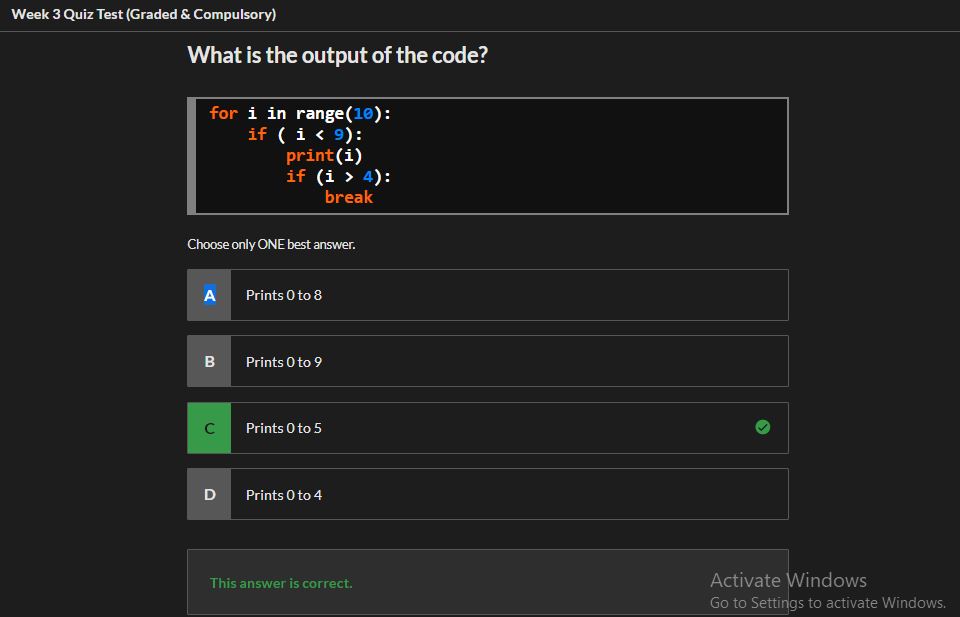 Week 3 Quiz Test (Graded & Compulsory)
What is the output of the code?
for i in range(10):
    if ( i < 9):
        print(i)
        if (i > 4):
            break
Choose only ONE best answer.
A Prints 0 to 8
B Prints 0 to 9
C Prints 0 to 5
D Prints 0 to 4
This answer is correct.
Activate Windows
Go to Settings to activate Windows.